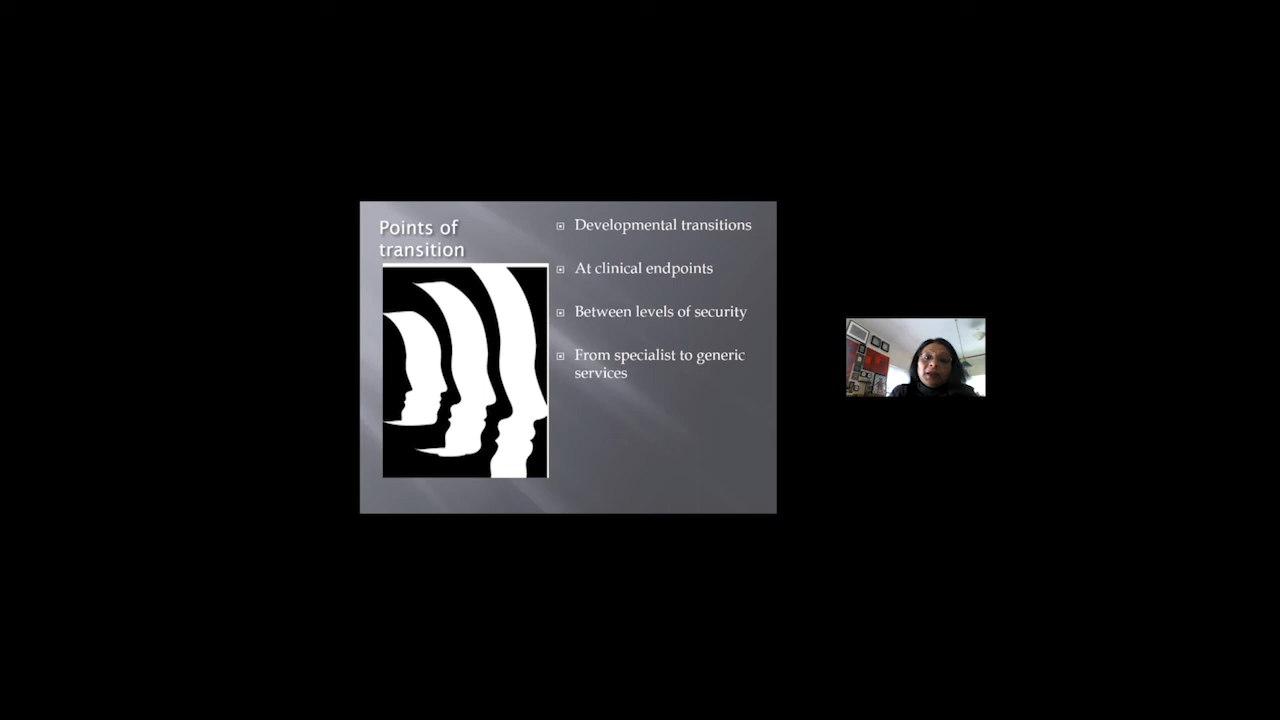 Points of
transition
Developmental transitions
At clinical endpoints
Between levels of security
From specialist to generic
services